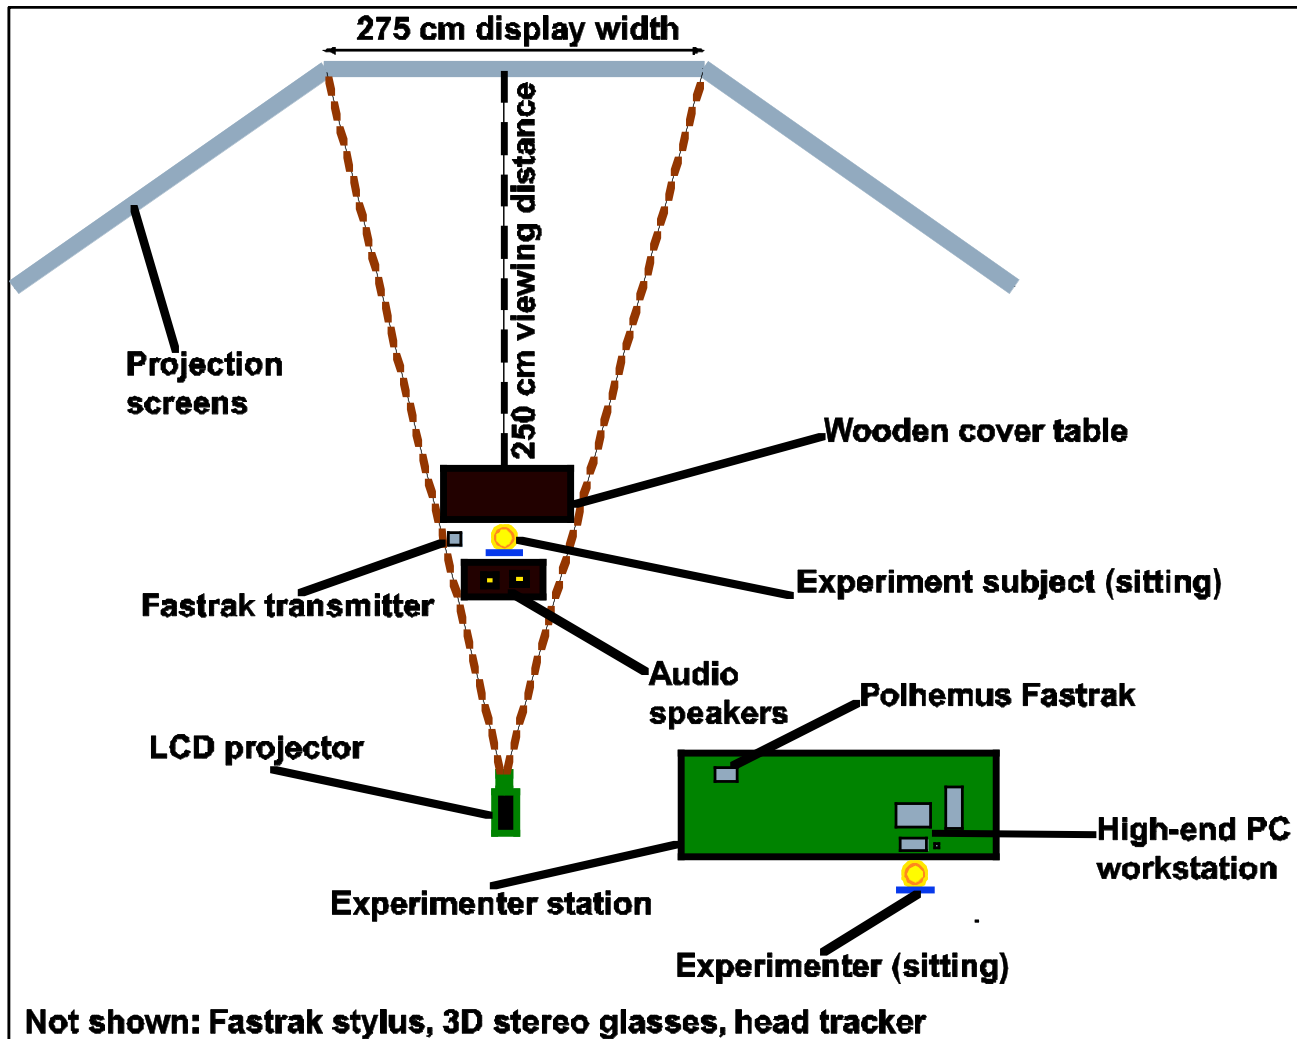 275 cm display width
250 cm viewing distance
Projection
screens
Wooden cover table
Experiment subject (sitting)
Fastrak transmitter
Audio
speakers
Polhemus Fastrak
LCD projector
High-end PC
workstation
Experimenter station
Experimenter (sitting)
Not shown: Fastrak stylus, 3D stereo glasses, head tracker